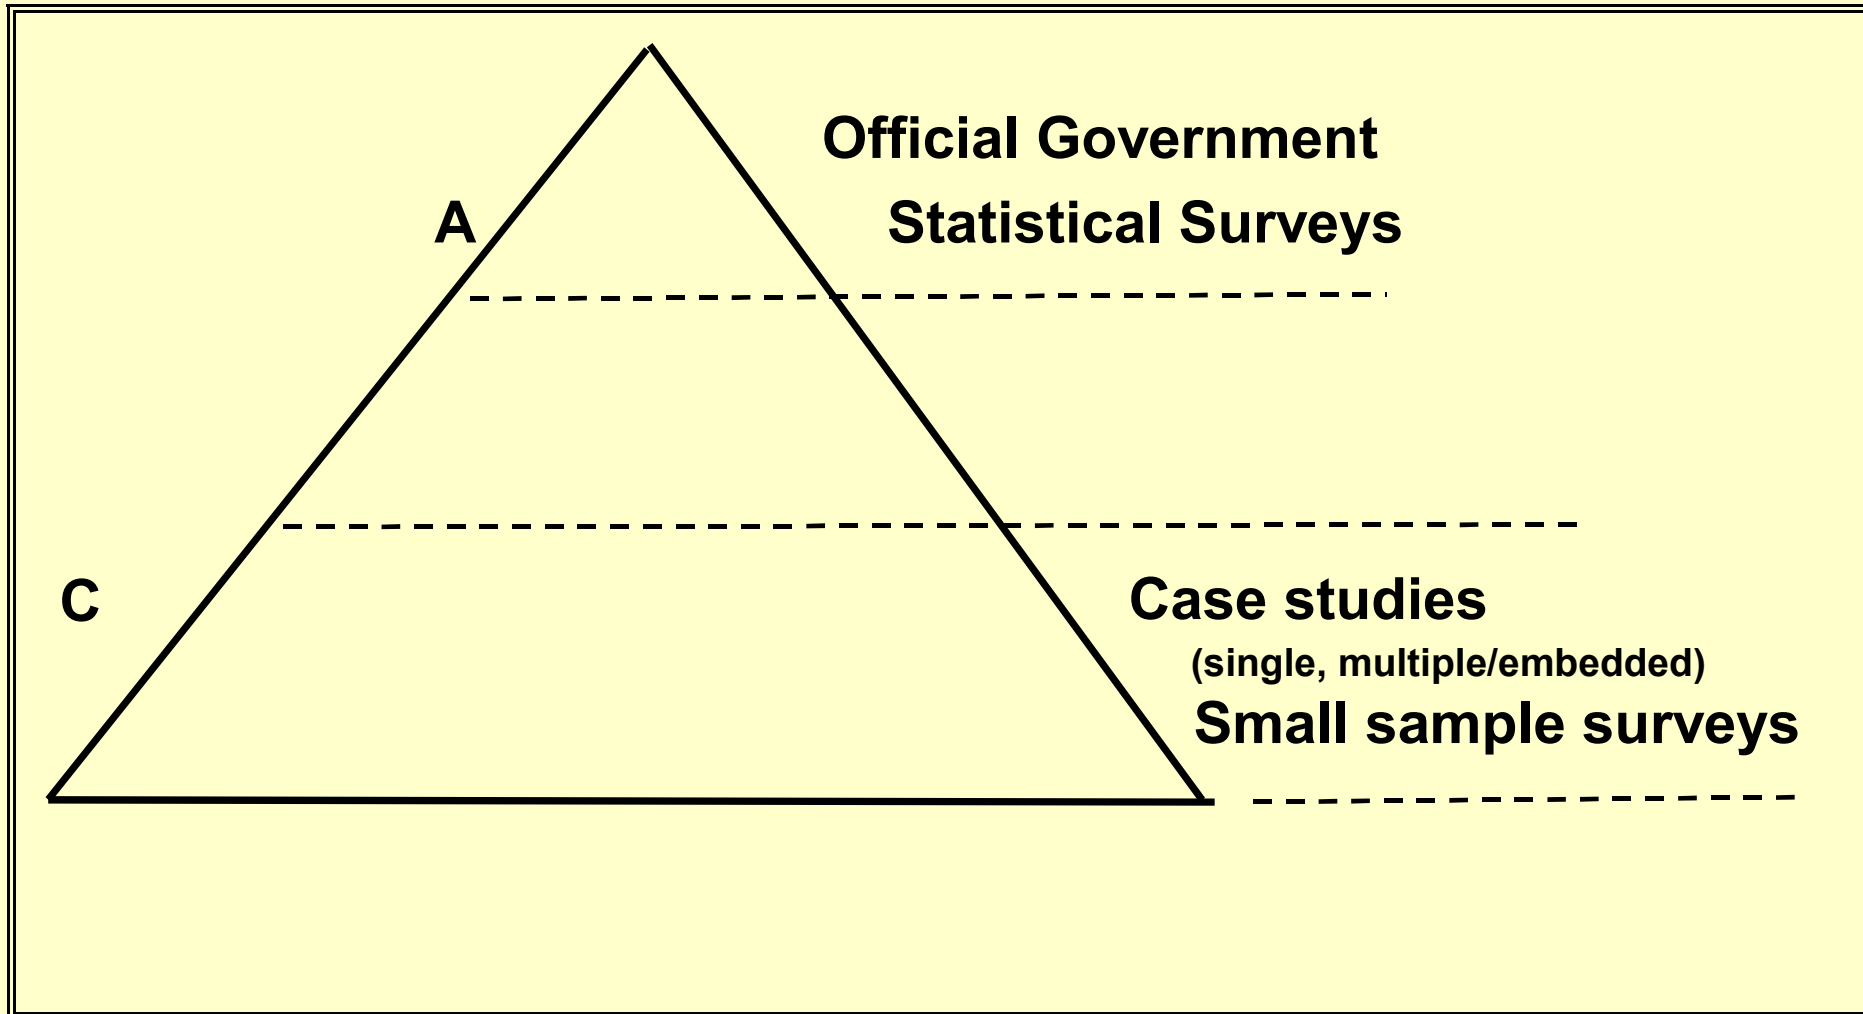 Official Government
A
Statistical Surveys
C
Case studies
(single, multiple/embedded)
Small sample surveys